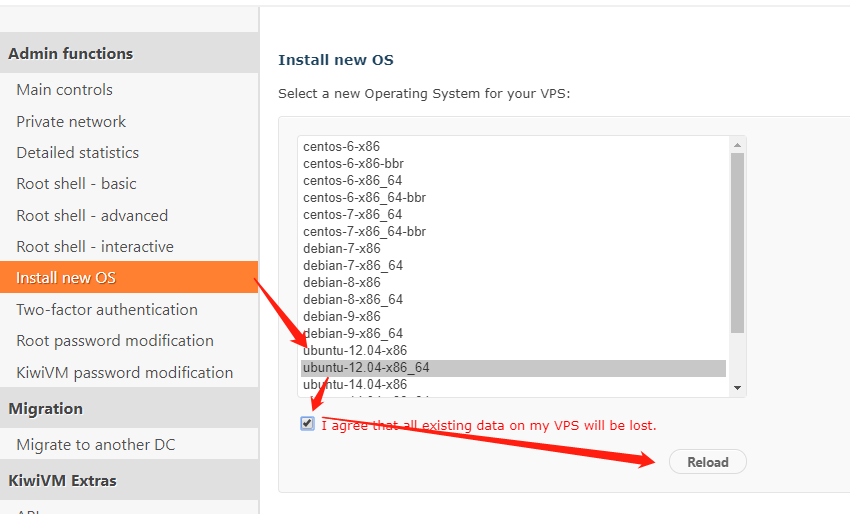 Admin functions
Main controls
Private network
Detailed statistics
Root shell - basic
Root shell - advanced
Root shell - interactive
Install new OS
Two-factor authentication
Root password modification
KiwiVM password modification
Migration
Migrate to another DC
KiwiVM Extras
Install new OS
Select a new Operating System for your VPS:
centos-6-x86
centos-6-x86-bbr
centos-6-x86_64
centos-6-x86_64-bbr
centos-7-x86_64
centos-7-x86_64-bbr
debian-7-x86
debian-7-x86_64
debian-8-x86
debian-8-x86_64
debian-9-x86
debian-9-x86_64
ubuntu-12.04-x86
ubuntu-12.04-x86_64
ubuntu-14.04-x86
I agree that all existing data on my VPS will be lost.
Reload